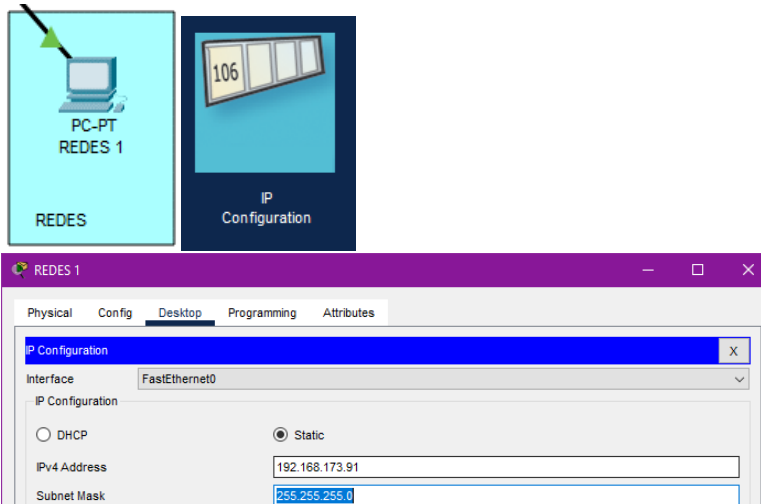 PC-PT
REDES 1
REDES
106
IP
Configuration
REDES 1
Physical Config Desktop Programming Attributes
IP Configuration X
Interface FastEthernet0
IP Configuration
DHCP Static
IPv4 Address 192.168.173.91
Subnet Mask 255.255.255.0